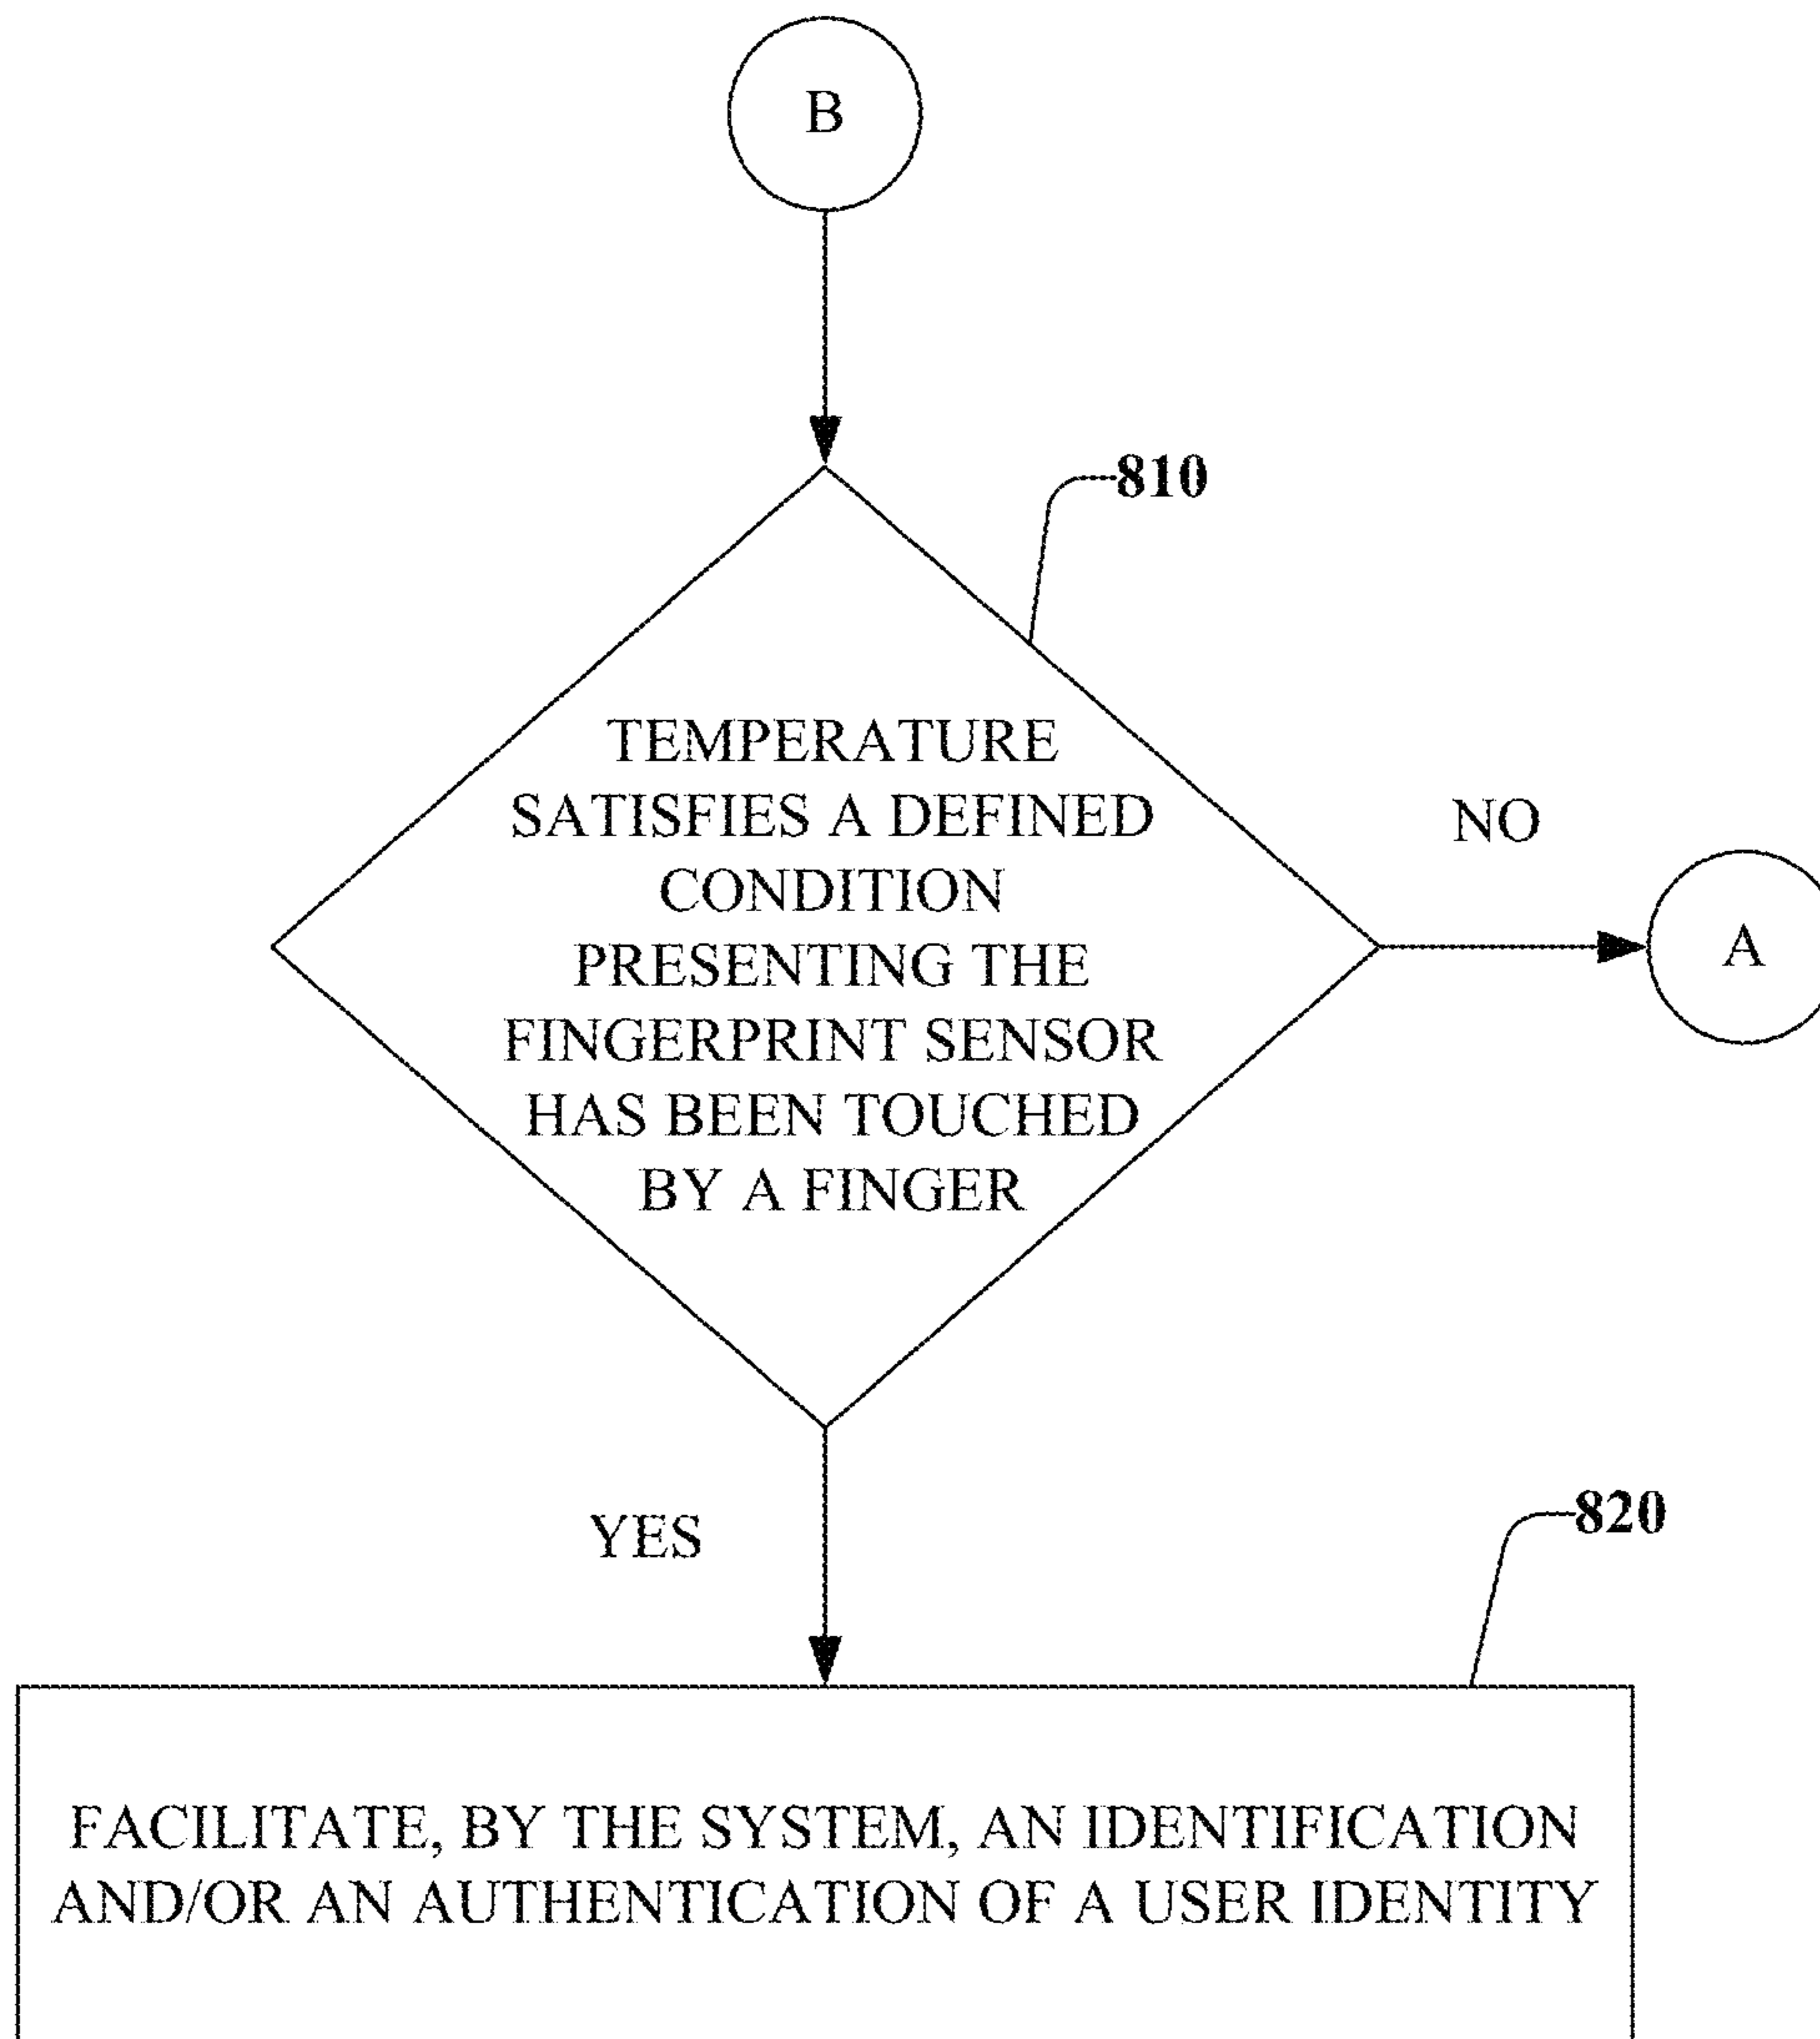 B
810
TEMPERATURE
SATISFIES A DEFINED
CONDITION
PRESENTING THE
FINGERPRINT SENSOR
HAS BEEN TOUCHED
BY A FINGER
NO
A
YES
820
FACILITATE, BY THE SYSTEM, AN IDENTIFICATION
AND/OR AN AUTHENTICATION OF A USER IDENTITY